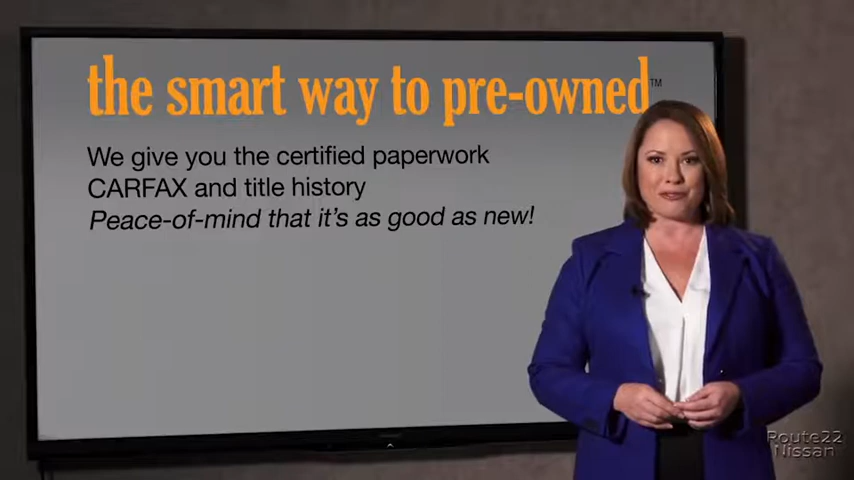 the smart way to pre-owned™
We give you the certified paperwork
CARFAX and title history
Peace-of-mind that it's as good as new!
Route22
Nissan